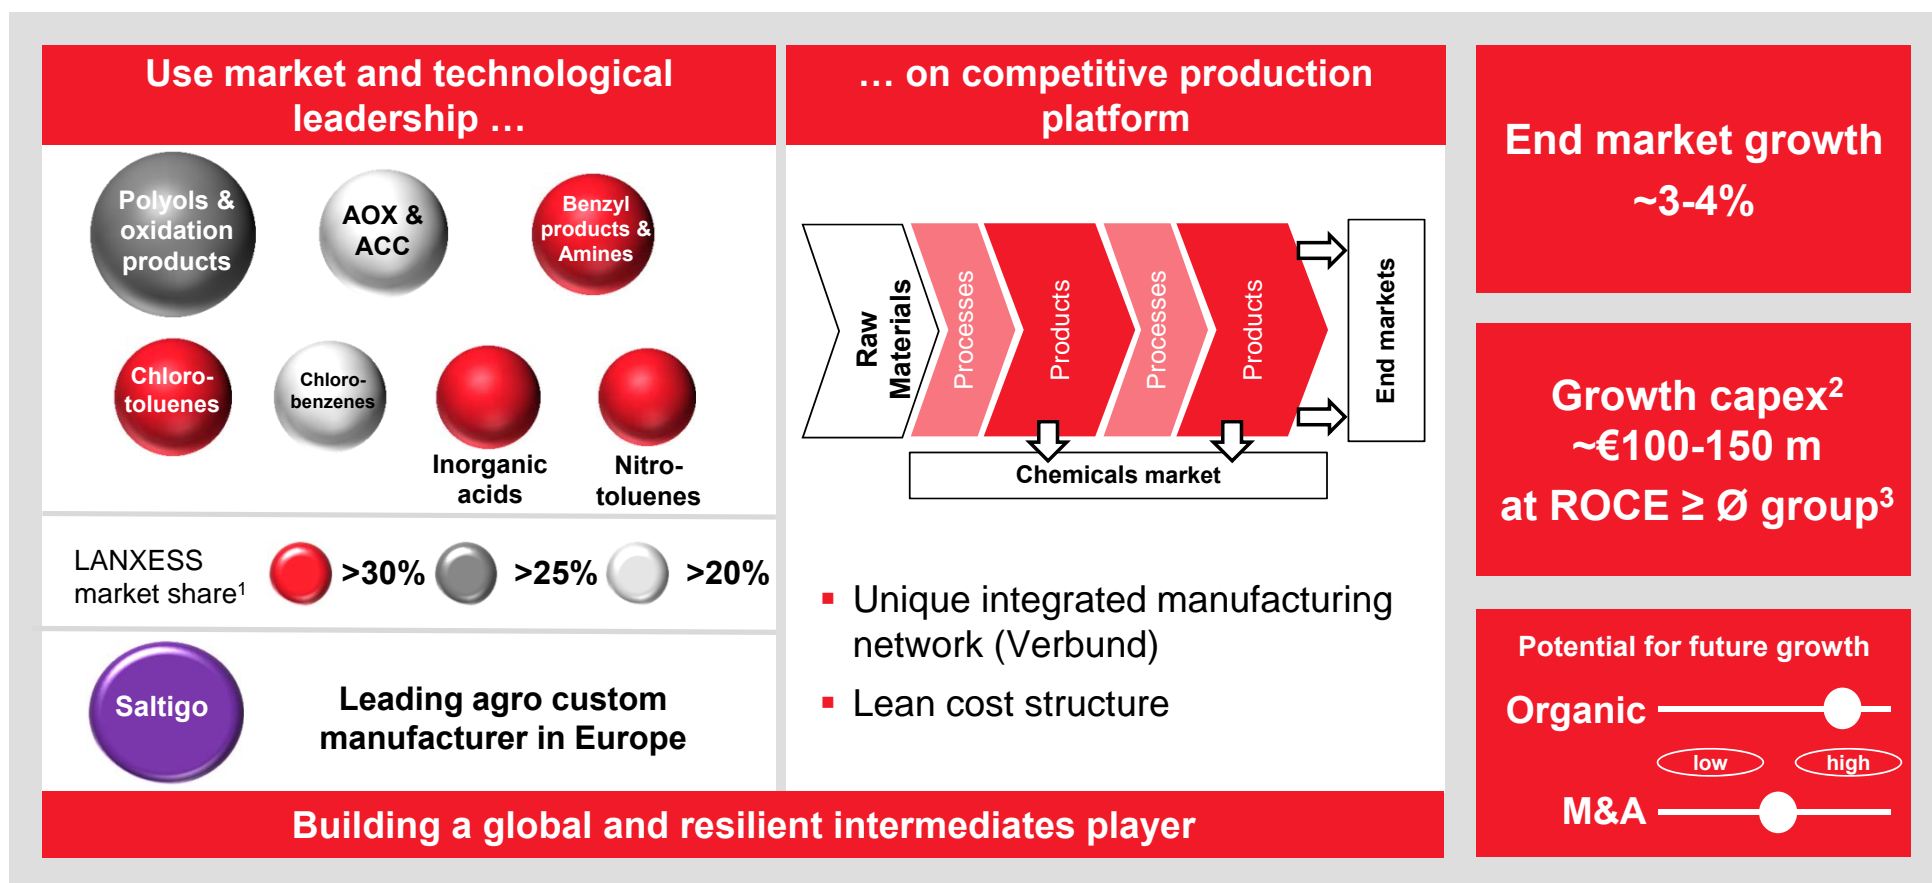 Use market and technological
leadership …
Polyols &
oxidation
products
AOX &
ACC
Benzyl
products &
Amines
Chloro-
toluenes
Chloro-
benzenes
Inorganic
acids
Nitro-
toluenes
LANXESS
market share1
>30%
>25%
>20%
Saltigo
Leading agro custom
manufacturer in Europe
… on competitive production
platform
Raw
Materials
Processes
Products
Processes
Products
End markets
Chemicals market
▪ Unique integrated manufacturing
network (Verbund)
▪ Lean cost structure
Building a global and resilient intermediates player
End market growth
~3-4%
Growth capex2
~€100-150 m
at ROCE ≥ Ø group3
Potential for future growth
Organic
low
high
M&A